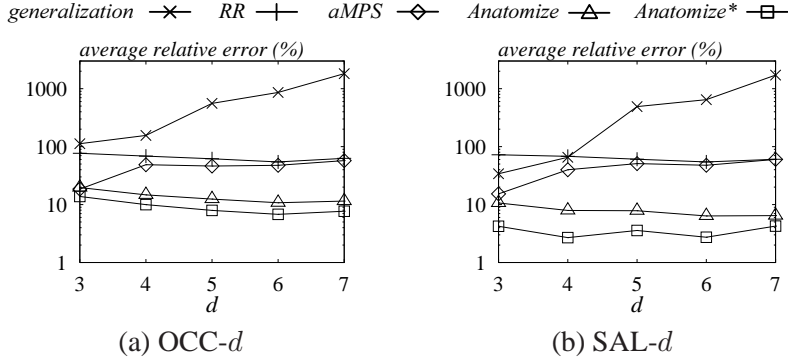 generalization RR aMPS Anatomize Anatomize*
average relative error (%)
1000
100
10
1
3 4 5 6 7
d
(a) OCC-d
average relative error (%)
1000
100
10
1
3 4 5 6 7
d
(b) SAL-d